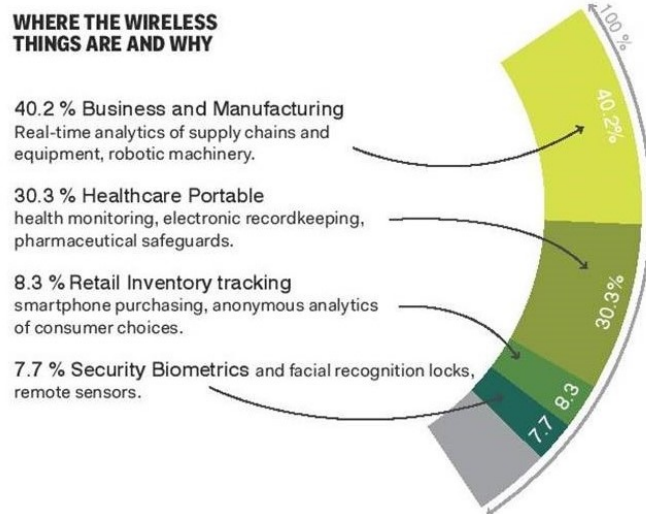 WHERE THE WIRELESS
THINGS ARE AND WHY
40.2 % Business and Manufacturing
Real-time analytics of supply chains and
equipment, robotic machinery.
30.3 % Healthcare Portable
health monitoring, electronic recordkeeping,
pharmaceutical safeguards.
8.3 % Retail Inventory tracking
smartphone purchasing, anonymous analytics
of consumer choices.
7.7 % Security Biometrics and facial recognition locks,
remote sensors.
100 %
40.2%
30.3%
8.3
7.7